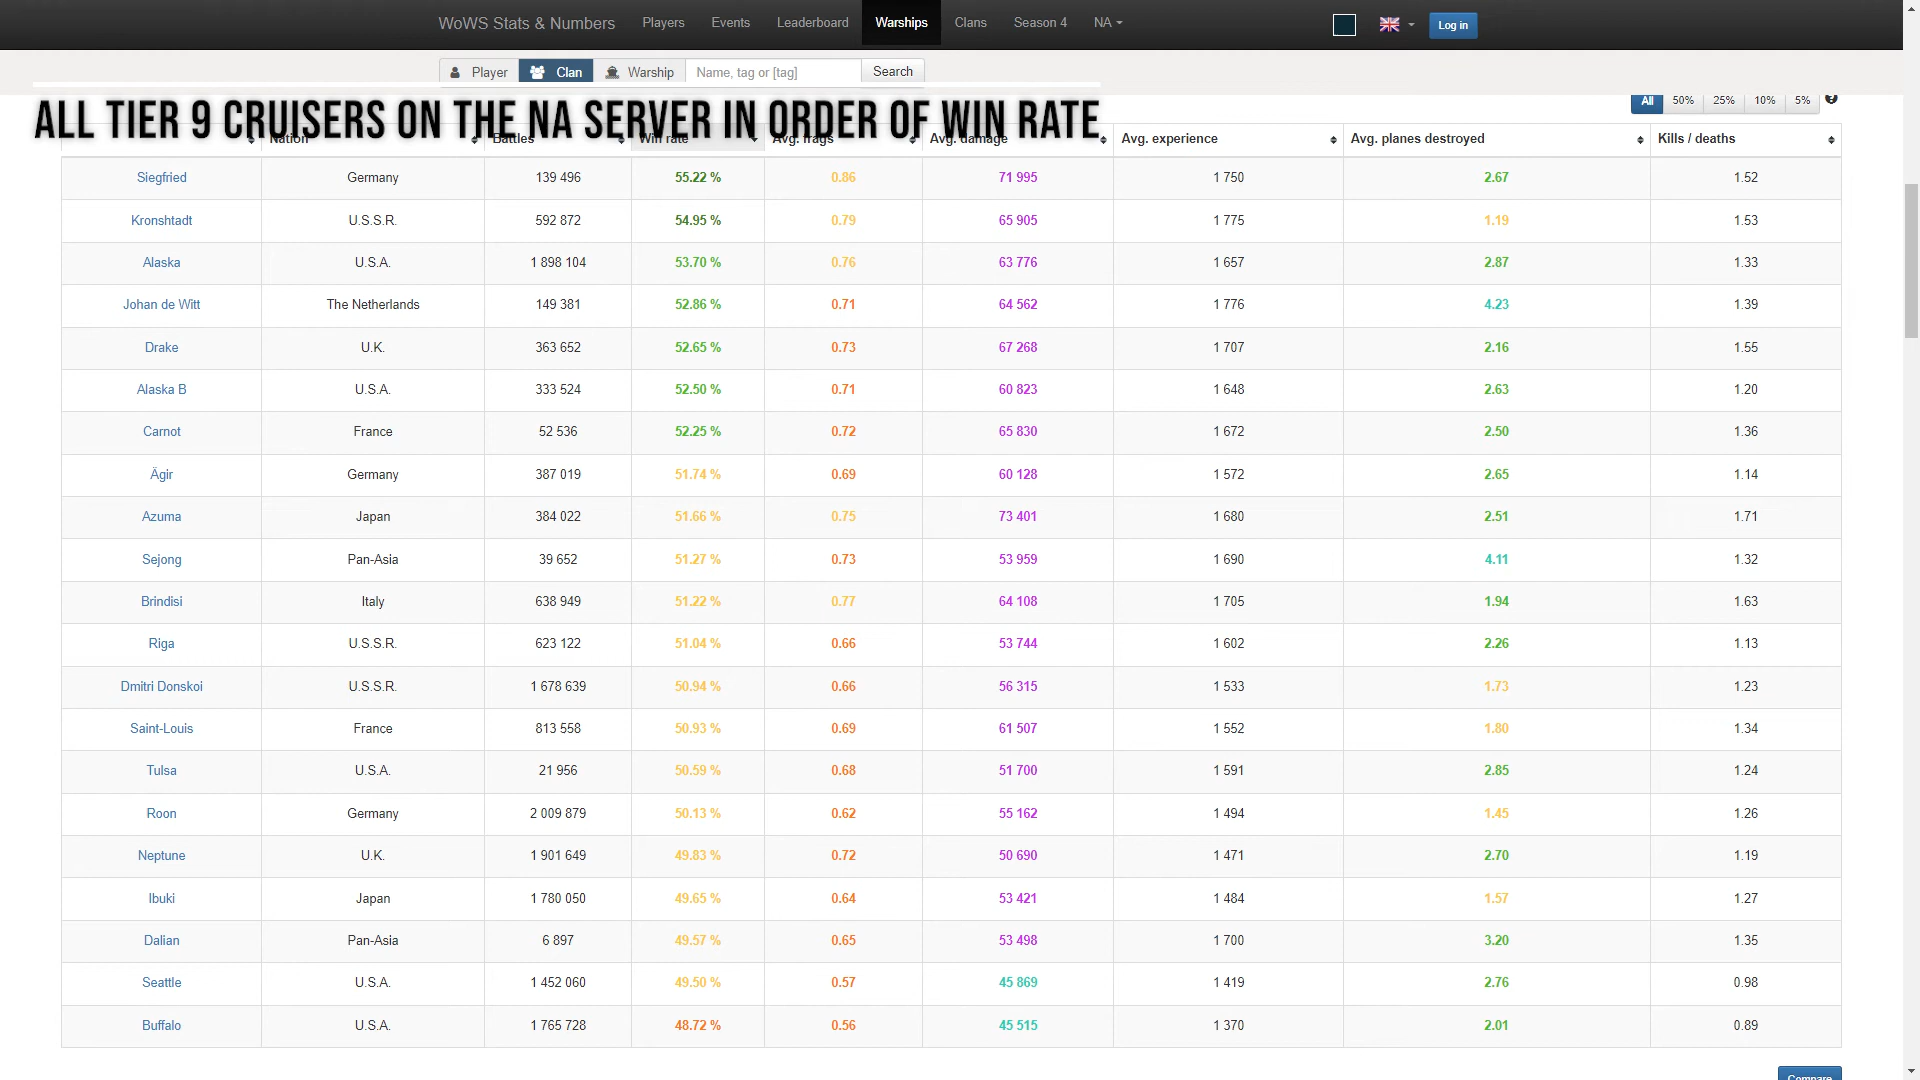 WoWS Stats & Numbers Players Events Leaderboard Warships Clans Season 4 NA Log in
Player Clan Warship Name, tag or [tag] Search
All 50% 25% 10% 5% ?
ALL TIER 9 CRUISERS ON THE NA SERVER IN ORDER OF WIN RATE
Nation Battles Win rate Avg. frags Avg. damage Avg. experience Avg. planes destroyed Kills / deaths
Siegfried Germany 139 496 55.22 % 0.86 71 995 1 750 2.67 1.52
Kronshtadt U.S.S.R. 592 872 54.95 % 0.79 65 905 1 775 1.19 1.53
Alaska U.S.A. 1 898 104 53.70 % 0.76 63 776 1 657 2.87 1.33
Johan de Witt The Netherlands 149 381 52.86 % 0.71 64 562 1 776 4.23 1.39
Drake U.K. 363 652 52.65 % 0.73 67 268 1 707 2.16 1.55
Alaska B U.S.A. 333 524 52.50 % 0.71 60 823 1 648 2.63 1.20
Carnot France 52 536 52.25 % 0.72 65 830 1 672 2.50 1.36
Ägir Germany 387 019 51.74 % 0.69 60 128 1 572 2.65 1.14
Azuma Japan 384 022 51.66 % 0.75 73 401 1 680 2.51 1.71
Sejong Pan-Asia 39 652 51.27 % 0.73 53 959 1 690 4.11 1.32
Brindisi Italy 638 949 51.22 % 0.77 64 108 1 705 1.94 1.63
Riga U.S.S.R. 623 122 51.04 % 0.66 53 744 1 602 2.26 1.13
Dmitri Donskoi U.S.S.R. 1 678 639 50.94 % 0.66 56 315 1 533 1.73 1.23
Saint-Louis France 813 558 50.93 % 0.69 61 507 1 552 1.80 1.34
Tulsa U.S.A. 21 956 50.59 % 0.68 51 700 1 591 2.85 1.24
Roon Germany 2 009 879 50.13 % 0.62 55 162 1 494 1.45 1.26
Neptune U.K. 1 901 649 49.83 % 0.72 50 690 1 471 2.70 1.19
Ibuki Japan 1 780 050 49.65 % 0.64 53 421 1 484 1.57 1.27
Dalian Pan-Asia 6 897 49.57 % 0.65 53 498 1 700 3.20 1.35
Seattle U.S.A. 1 452 060 49.50 % 0.57 45 869 1 419 2.76 0.98
Buffalo U.S.A. 1 765 728 48.72 % 0.56 45 515 1 370 2.01 0.89
Compare